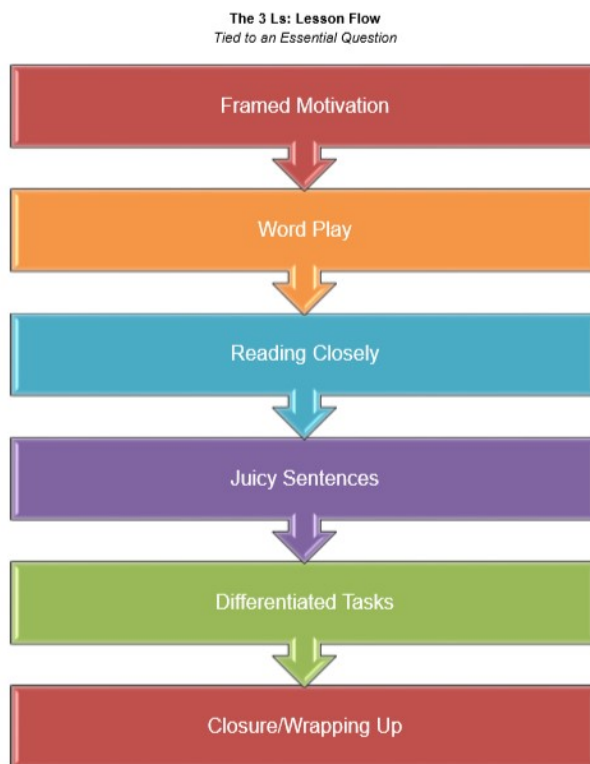 The 3 Ls: Lesson Flow
Tied to an Essential Question
Framed Motivation
Word Play
Reading Closely
Juicy Sentences
Differentiated Tasks
Closure/Wrapping Up